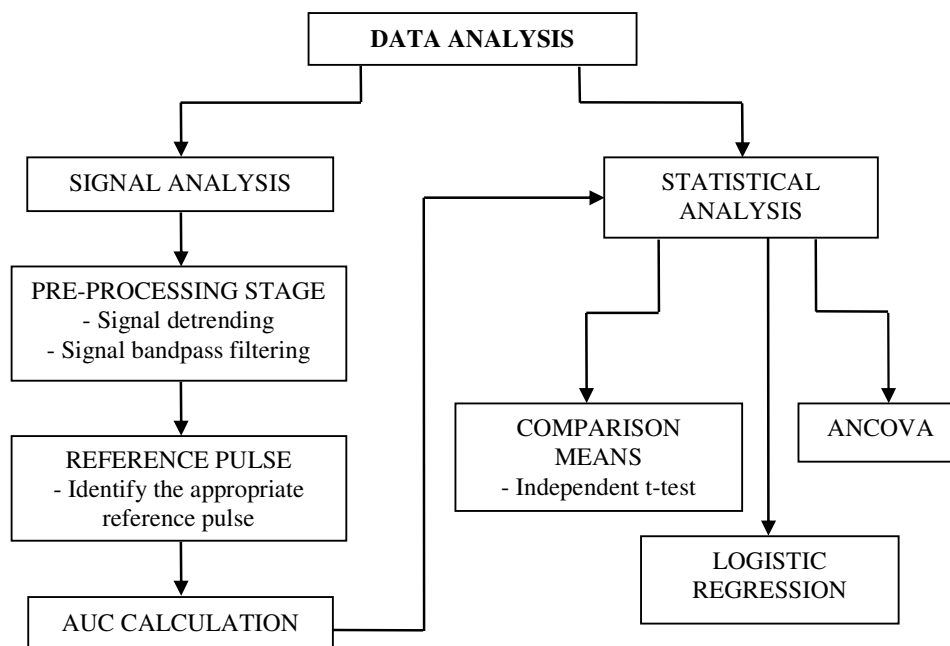 DATA ANALYSIS
SIGNAL ANALYSIS
PRE-PROCESSING STAGE
- Signal detrending
- Signal bandpass filtering
REFERENCE PULSE
- Identify the appropriate
reference pulse
AUC CALCULATION
STATISTICAL
ANALYSIS
COMPARISON
MEANS
- Independent t-test
LOGISTIC
REGRESSION
ANCOVA